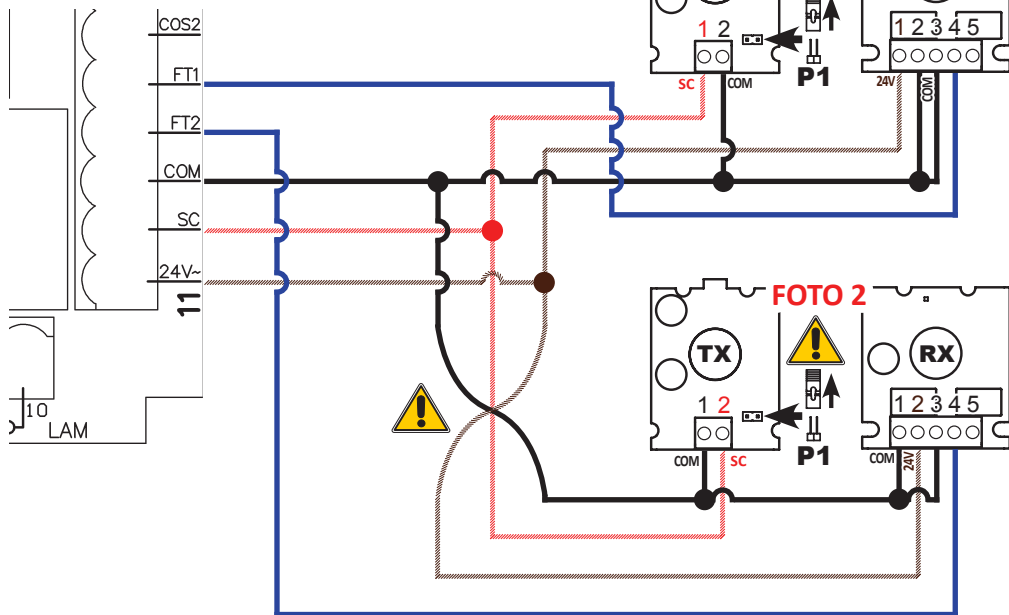 COS2
FT1
FT2
COM
SC
24V~
11
10
LAM
1 2
SC
COM
P1
1 2 3 4 5
24V
COM
FOTO 2
TX
RX
1 2
COM
SC
P1
1 2 3 4 5
COM
24V